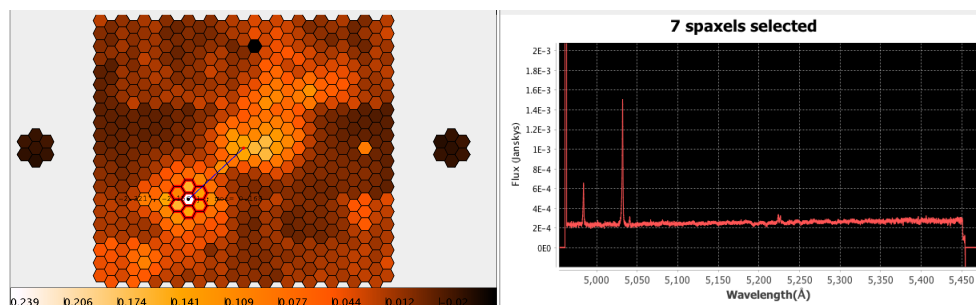 0.239 0.206 0.174 0.141 0.109 0.077 0.044 0.012
7 spaxels selected
Flux (Janskys)
2E-3
1.8E-3
1.6E-3
1.4E-3
1.2E-3
1E-3
8E-4
6E-4
4E-4
2E-4
0E0
5,000 5,050 5,100 5,150 5,200 5,250 5,300 5,350 5,400 5,450
Wavelength(Å)